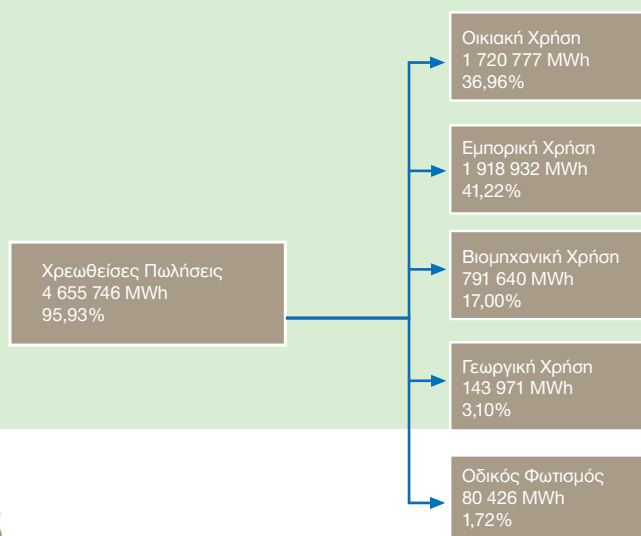 Οικιακή Χρήση
1 720 777 MWh
36,96%
Εμπορική Χρήση
1 918 932 MWh
41,22%
Χρεωθείσες Πωλήσεις
4 655 746 MWh
95,93%
Βιομηχανική Χρήση
791 640 MWh
17,00%
Γεωργική Χρήση
143 971 MWh
3,10%
Οδικός Φωτισμός
80 426 MWh
1,72%